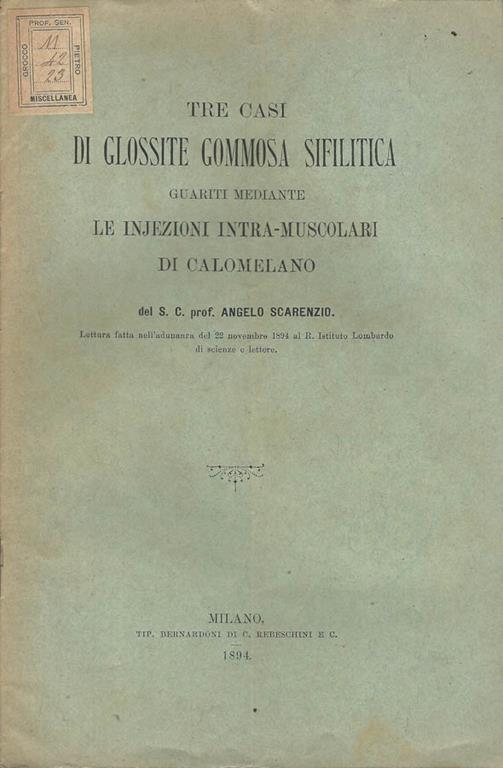 PROF. SEN.
GROCCO
PIETRO
11
42
23
MISCELLANEA
TRE CASI
DI GLOSSITE GOMMOSA SIFILITICA
GUARITI MEDIANTE
LE INJEZIONI INTRA-MUSCOLARI
DI CALOMELANO
del S. C. prof. ANGELO SCARENZIO.
Lettura fatta nell'adunanza del 22 novembre 1894 al R. Istituto Lombardo
di scienze e lettere.
MILANO,
TIP. BERNARDONI DI C. REBESCHINI E C.
1894.